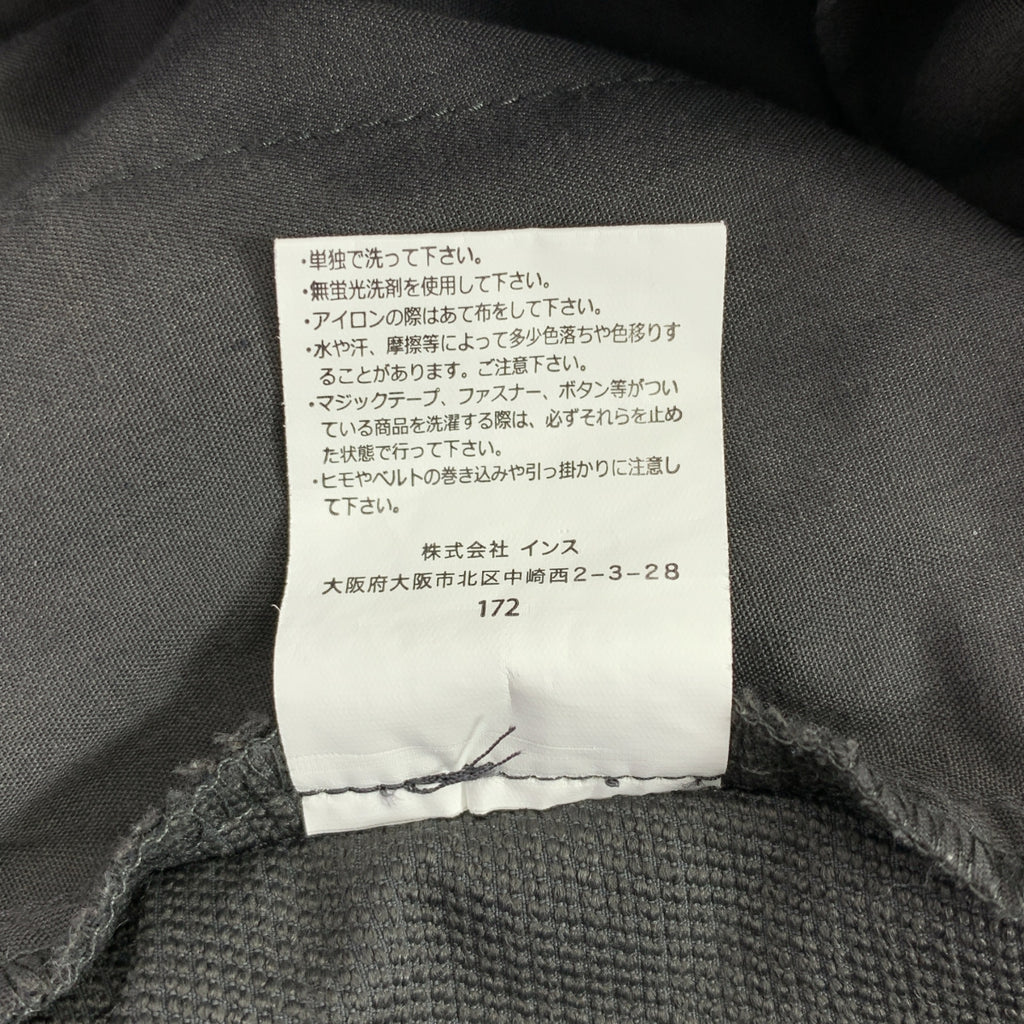 ・単独で洗って下さい。
・無蛍光洗剤を使用して下さい。
・アイロンの際はあて布をして下さい。
・水や汗、摩擦等によって多少色落ちや色移りす
ることがあります。ご注意下さい。
・マジックテープ、ファスナー、ボタン等がつい
ている商品を洗濯する際は、必ずそれらを止め
た状態で行って下さい。
・ヒモやベルトの巻き込みや引っ掛かりに注意し
て下さい。
株式会社 インス
大阪府大阪市北区中崎西2-3-28
172